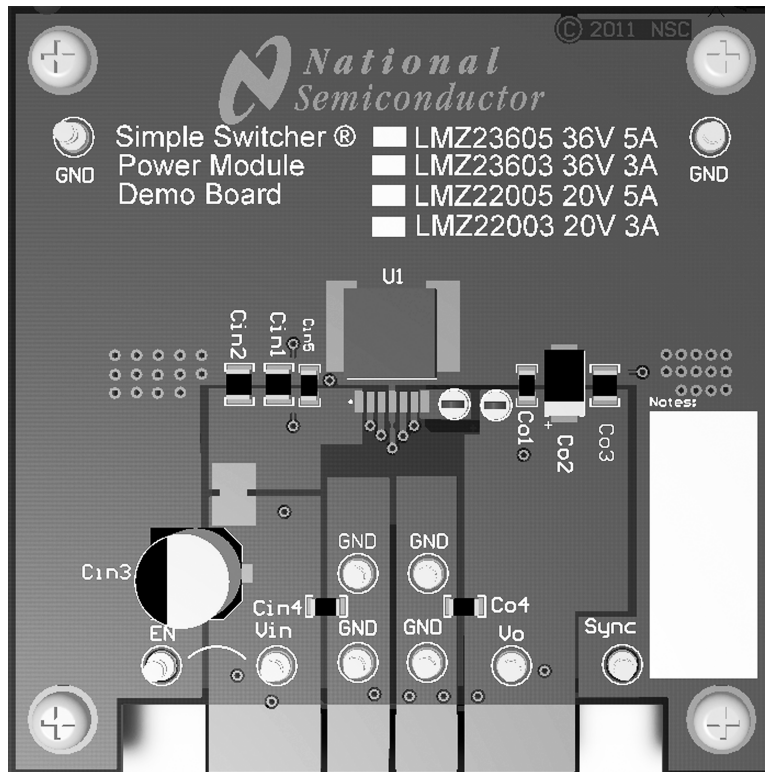 © 2011 NSC
National
Semiconductor
Simple Switcher ®
Power Module
Demo Board
LMZ23605 36V 5A
LMZ23603 36V 3A
LMZ22005 20V 5A
LMZ22003 20V 3A
GND
GND
U1
Cin2
Cin1
Cin5
Co1
+
Co2
Co3
Notes:
Cin3
GND
GND
Cin4
Co4
EN
Vin
GND
GND
Vo
Sync